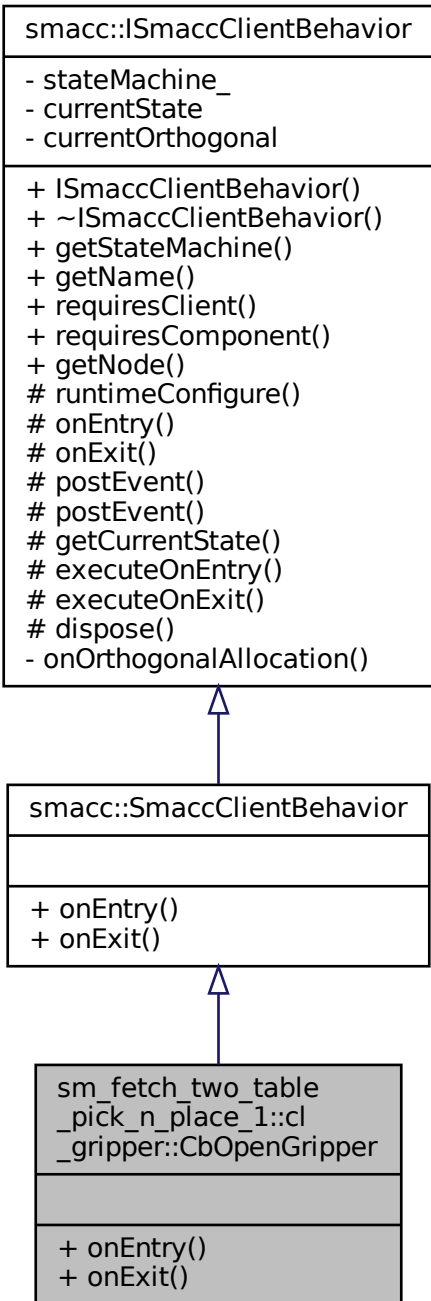 smacc::ISmaccClientBehavior
- stateMachine_
- currentState
- currentOrthogonal
+ ISmaccClientBehavior()
+ ~ISmaccClientBehavior()
+ getStateMachine()
+ getName()
+ requiresClient()
+ requiresComponent()
+ getNode()
# runtimeConfigure()
# onEntry()
# onExit()
# postEvent()
# postEvent()
# getCurrentState()
# executeOnEntry()
# executeOnExit()
# dispose()
- onOrthogonalAllocation()
smacc::SmaccClientBehavior
+ onEntry()
+ onExit()
sm_fetch_two_table
_pick_n_place_1::cl
_gripper::CbOpenGripper
+ onEntry()
+ onExit()